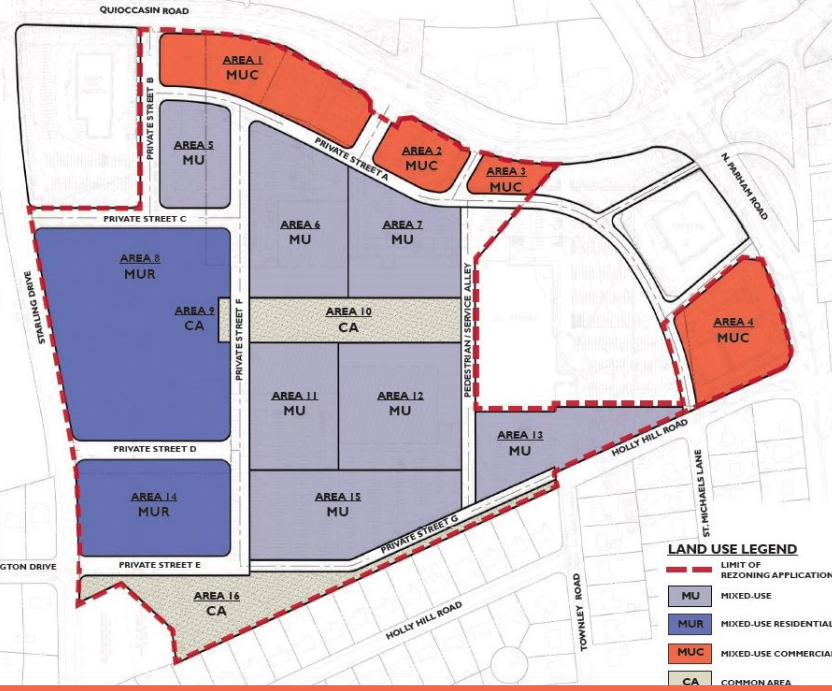 QUIOCCASIN ROAD
AREA 1
MUC
PRIVATE STREET B
AREA 5
MU
PRIVATE STREET A
AREA 2
MUC
AREA 3
MUC
N. PARHAM ROAD
PRIVATE STREET C
AREA 6
MU
AREA 7
MU
AREA 8
MUR
STARLING DRIVE
AREA 9
CA
PRIVATE STREET F
AREA 10
CA
PEDESTRIAN / SERVICE ALLEY
AREA 4
MUC
AREA 11
MU
AREA 12
MU
AREA 13
MU
HOLLY HILL ROAD
PRIVATE STREET D
AREA 14
MUR
AREA 15
MU
PRIVATE STREET G
ST. MICHAELS LANE
PRIVATE STREET E
GTON DRIVE
AREA 16
CA
HOLLY HILL ROAD
TOWNLEY ROAD
LAND USE LEGEND
LIMIT OF
REZONING APPLICATION
MU MIXED-USE
MUR MIXED-USE RESIDENTIAL
MUC MIXED-USE COMMERCIA
CA COMMON AREA